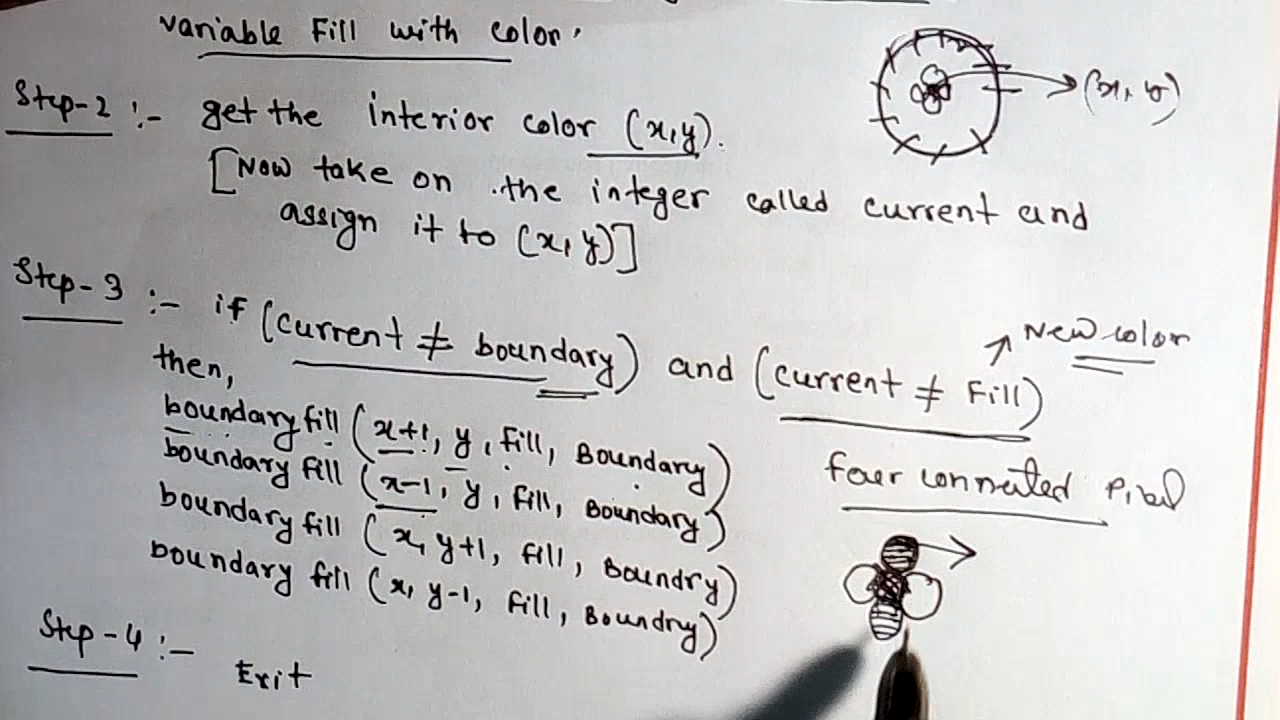 variable Fill with color.
(x, y)
Step-2 :- get the interior color (x,y).
[Now take on the integer called current and
assign it to (x, y)]
Step-3 :- if (current ≠ boundary) and (current ≠ Fill)
New color
then,
boundary fill (x+1, y, fill, Boundary)
boundary fill (x-1, y, fill, Boundary)
boundary fill (x, y+1, fill, Boundry)
boundary fill (x, y-1, fill, Boundry)
four connected Pixel
Step-4 :- Exit